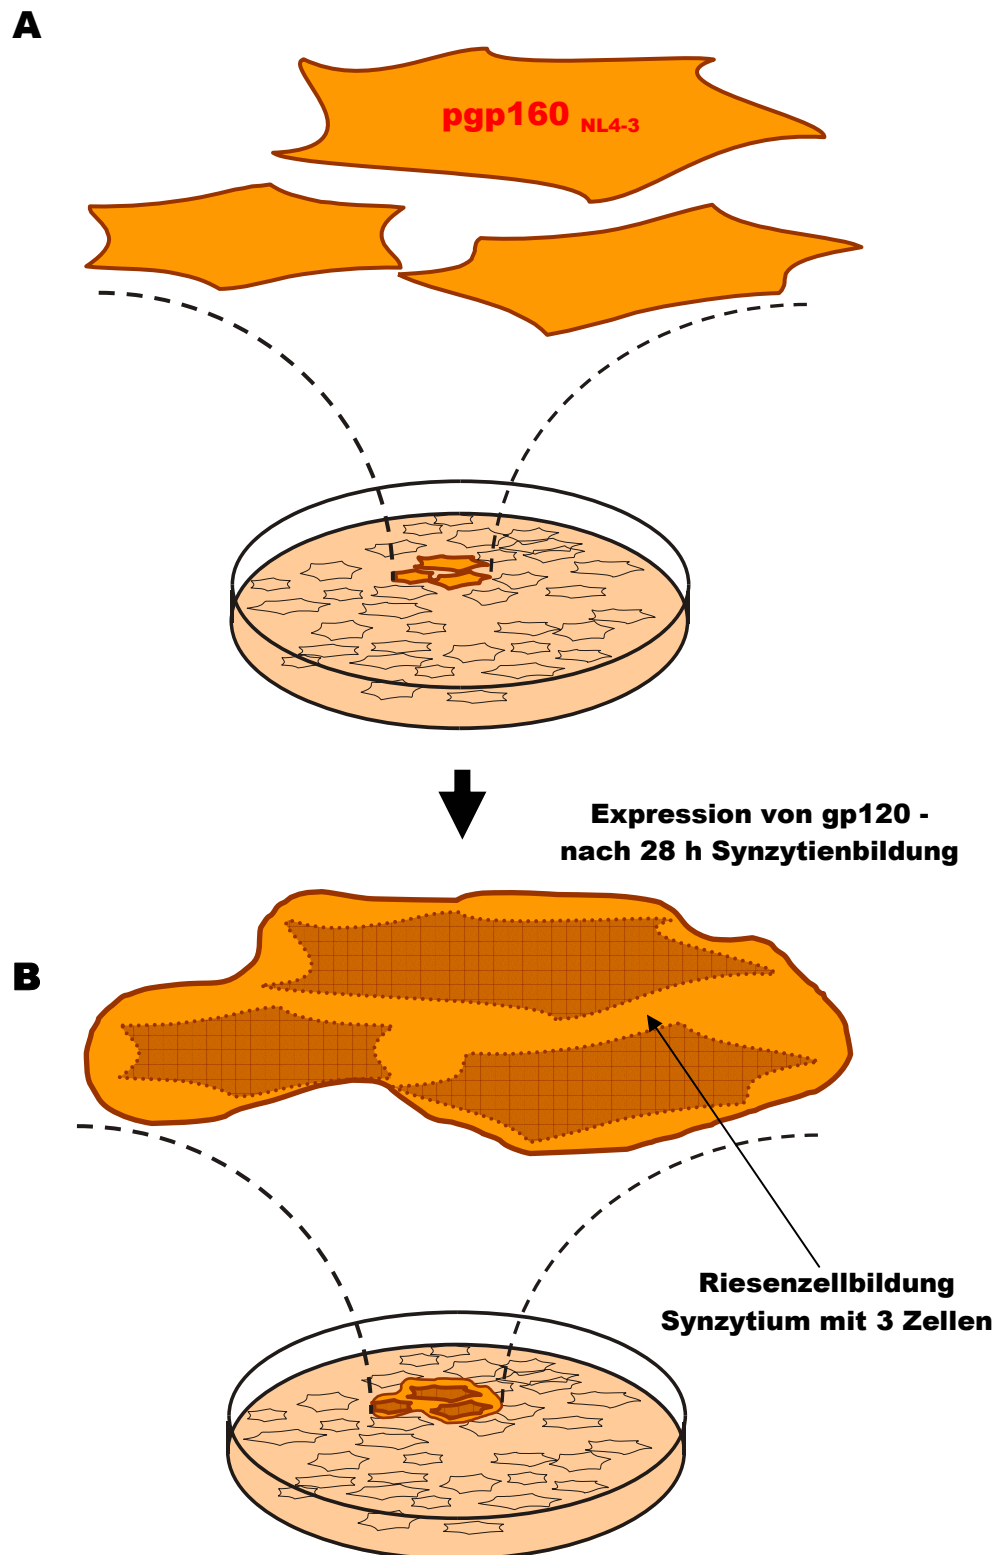 A
pgp160 NL4-3
Expression von gp120 -
nach 28 h Synzytienbildung
B
Riesenzellbildung
Synzytium mit 3 Zellen